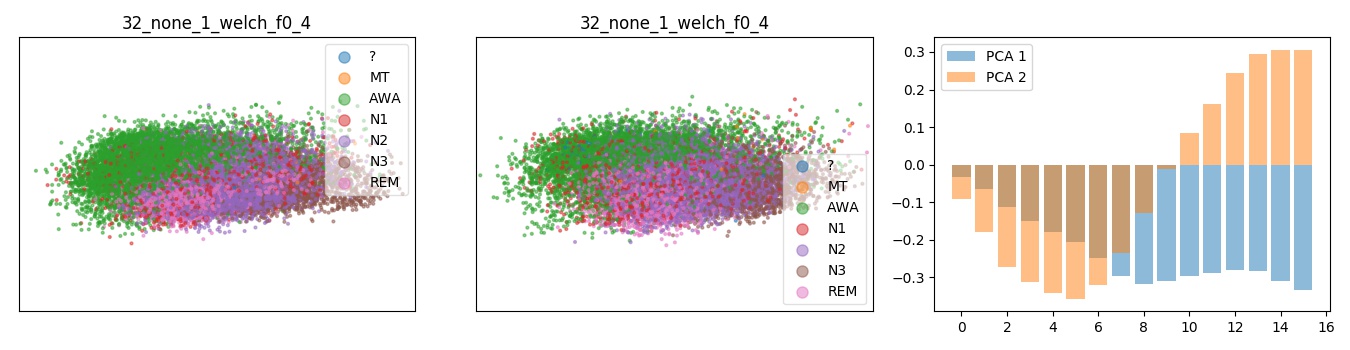 32_none_1_welch_f0_4
?
MT
AWA
N1
N2
N3
REM
32_none_1_welch_f0_4
?
MT
AWA
N1
N2
N3
REM
PCA 1
PCA 2
0.3
0.2
0.1
0.0
−0.1
−0.2
−0.3
0 2 4 6 8 10 12 14 16